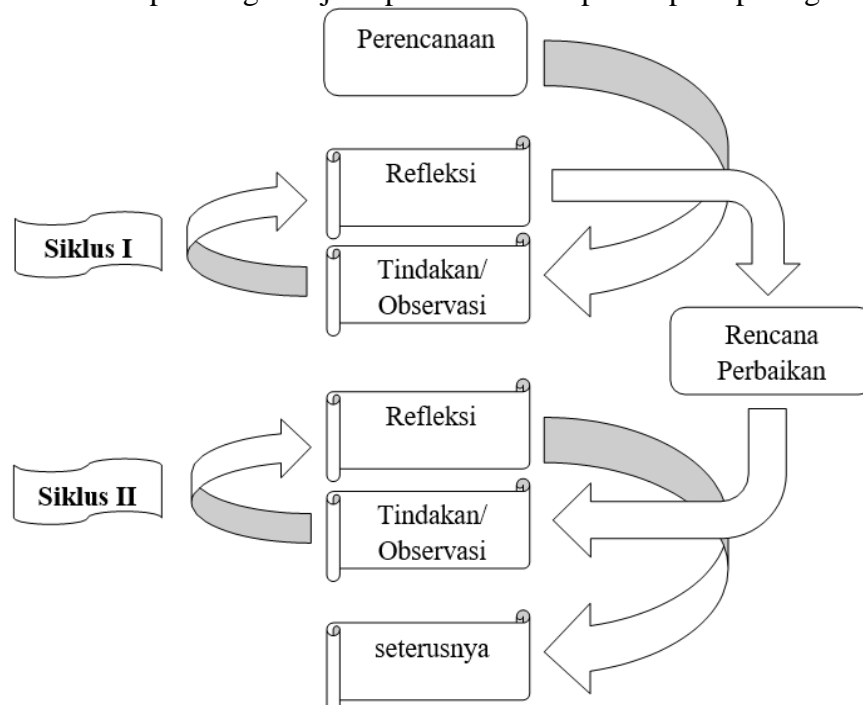 Perencanaan
Refleksi
Siklus I
Tindakan/
Observasi
Rencana
Perbaikan
Refleksi
Siklus II
Tindakan/
Observasi
seterusnya